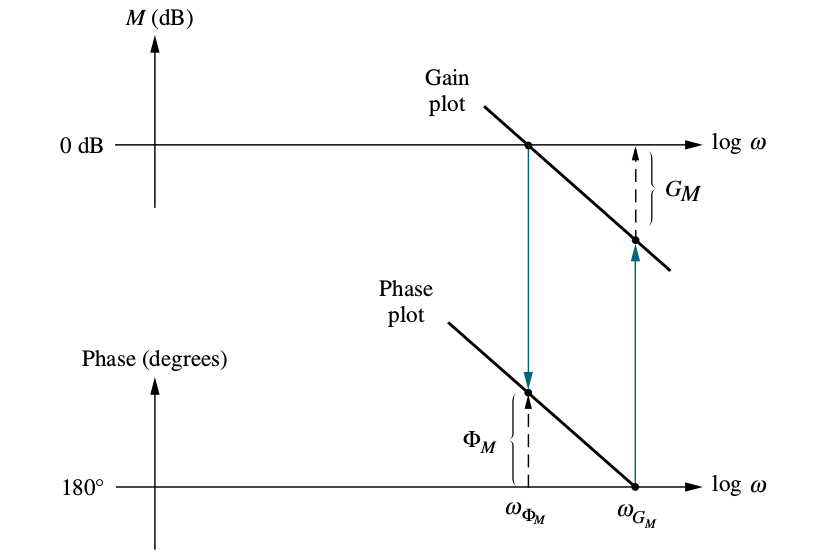 M (dB)
Gain
plot
0 dB
log ω
G_M
Phase
plot
Phase (degrees)
Φ_M
180°
log ω
ω_Φ_M
ω_G_M